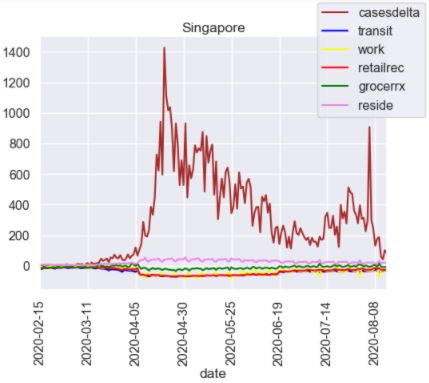 Singapore
casesdelta
transit
work
retailrec
grocerrx
reside
1400
1200
1000
800
600
400
200
0
2020-02-15
2020-03-11
2020-04-05
2020-04-30
2020-05-25
2020-06-19
2020-07-14
2020-08-08
date